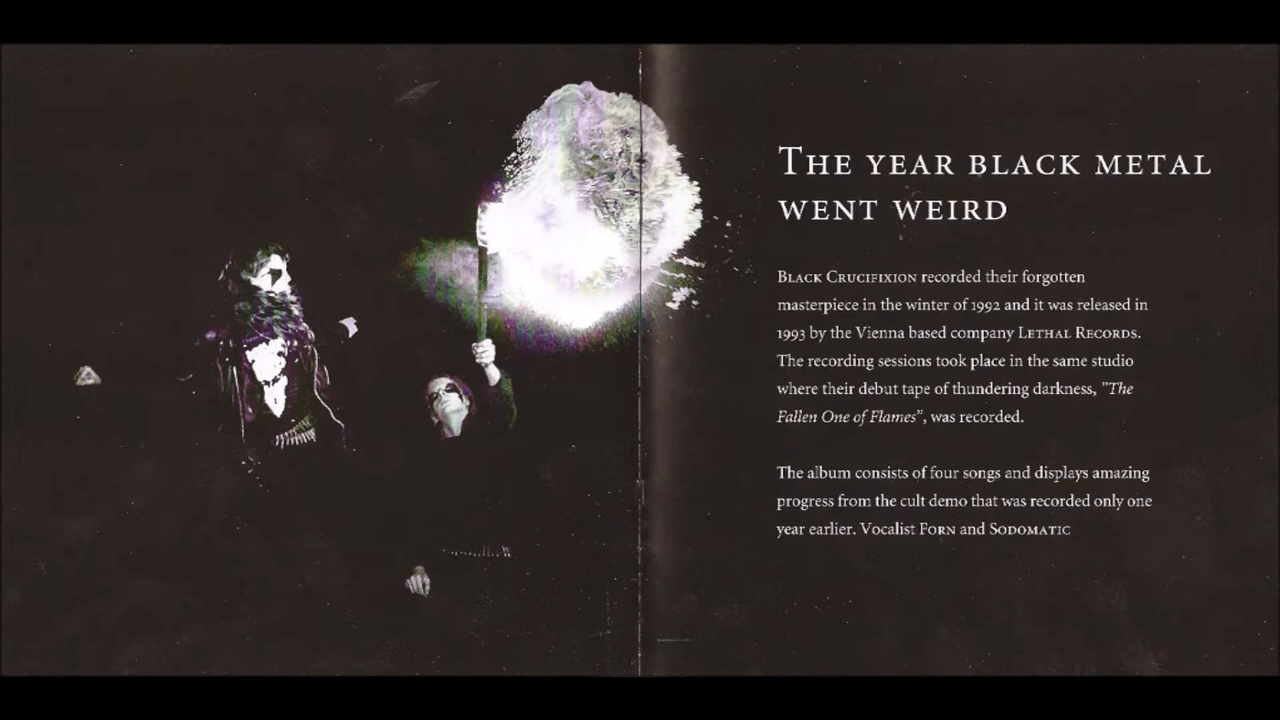 The year black metal
went weird
Black Crucifixion recorded their forgotten
masterpiece in the winter of 1992 and it was released in
1993 by the Vienna based company Lethal Records.
The recording sessions took place in the same studio
where their debut tape of thundering darkness, ”The
Fallen One of Flames”, was recorded.
The album consists of four songs and displays amazing
progress from the cult demo that was recorded only one
year earlier. Vocalist Forn and Sodomatic